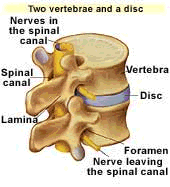 Two vertebrae and a disc
Nerves in
the spinal
canal
Vertebra
Spinal
canal
Disc
Lamina
Foramen
Nerve leaving
the spinal canal